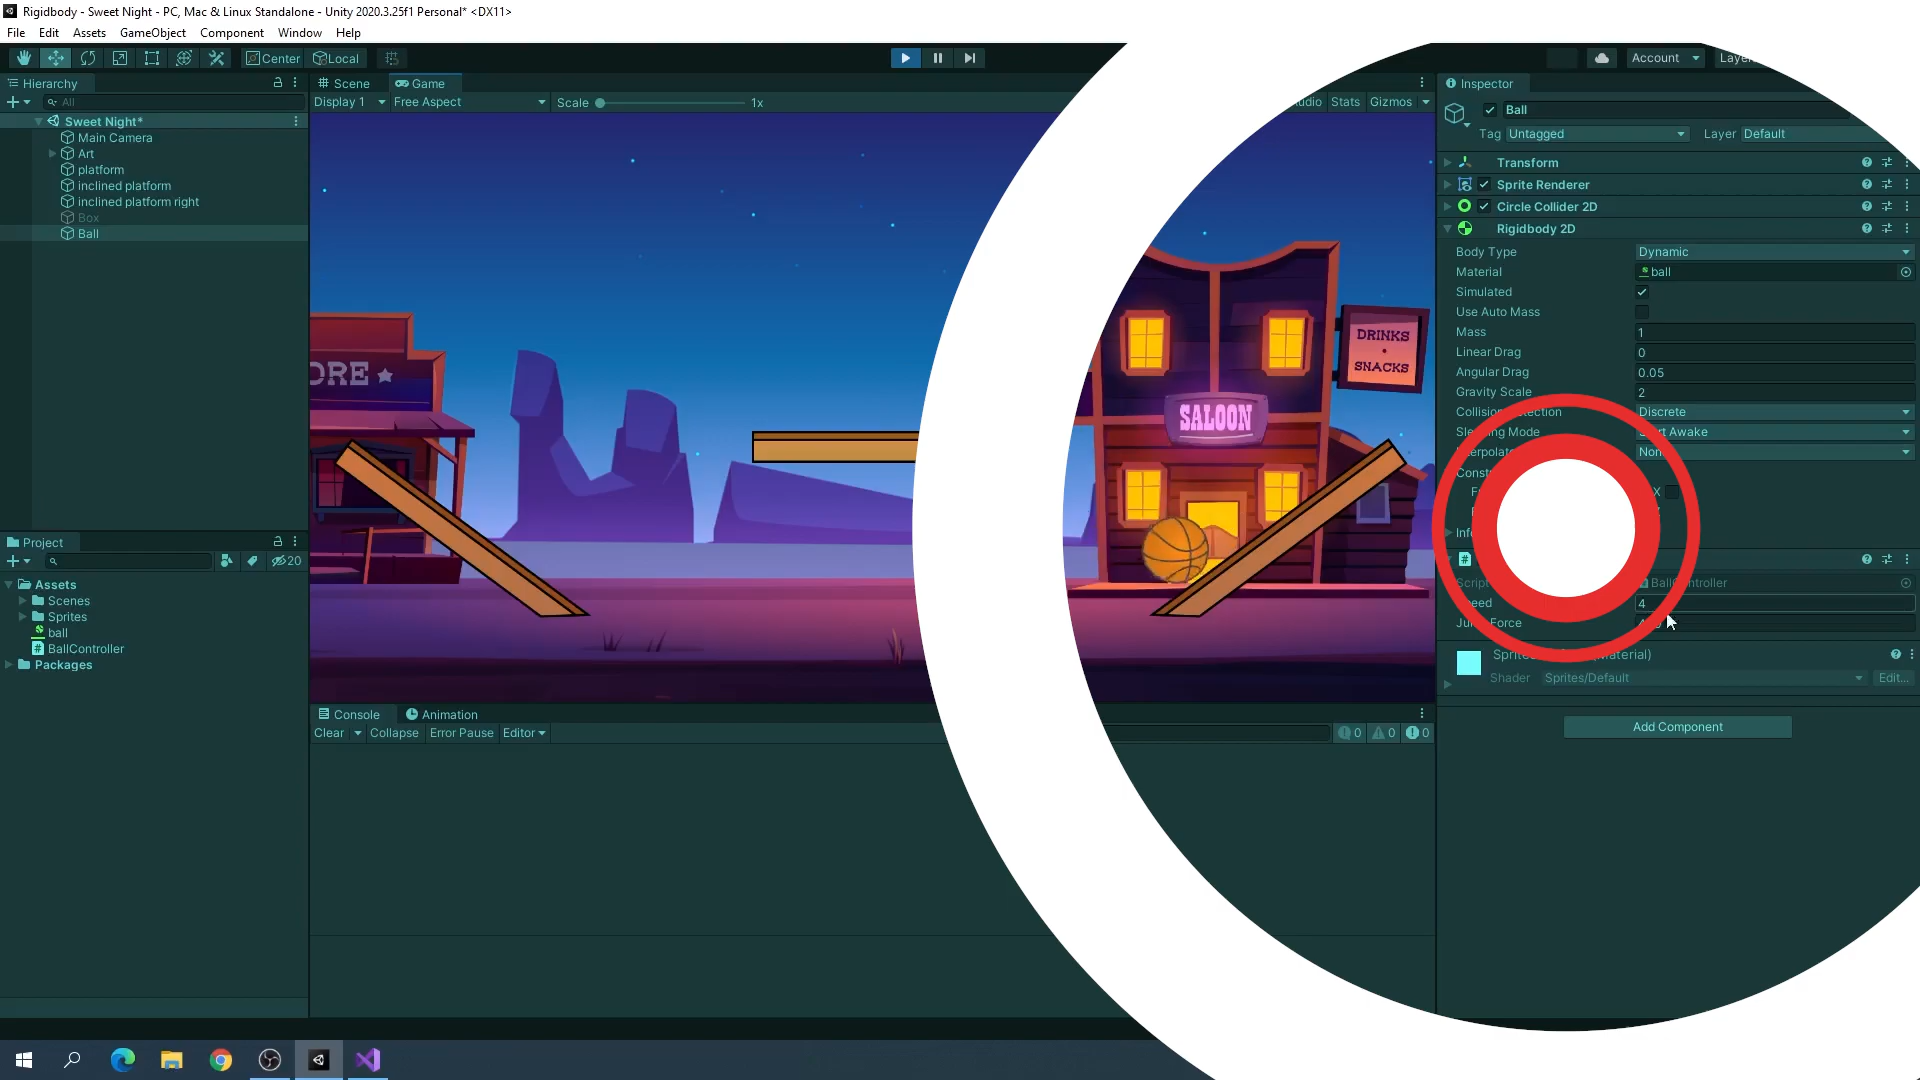 Rigidbody - Sweet Night - PC, Mac & Linux Standalone - Unity 2020.3.25f1 Personal* <DX11>
File Edit Assets GameObject Component Window Help
Center Local Account
Hierarchy Scene Game Inspector
All Display 1 Free Aspect Scale 1x Stats Gizmos
Ball
Sweet Night*
Tag Untagged Layer Default
Main Camera
Art
platform
inclined platform
inclined platform right
Box
Ball
Transform
Sprite Renderer
Circle Collider 2D
Rigidbody 2D
Body Type Dynamic
Material ball
Simulated
Use Auto Mass
Mass 1
Linear Drag 0
Angular Drag 0.05
Gravity Scale 2
Discrete
Awake
X
DRINKS
SNACKS
SALOON
Project
20
Assets
Scenes
Sprites
ball
BallController
Packages
Script
4
Force
Shader Sprites/Default Edit...
Add Component
Console Animation
Clear Collapse Error Pause Editor 0 0 0